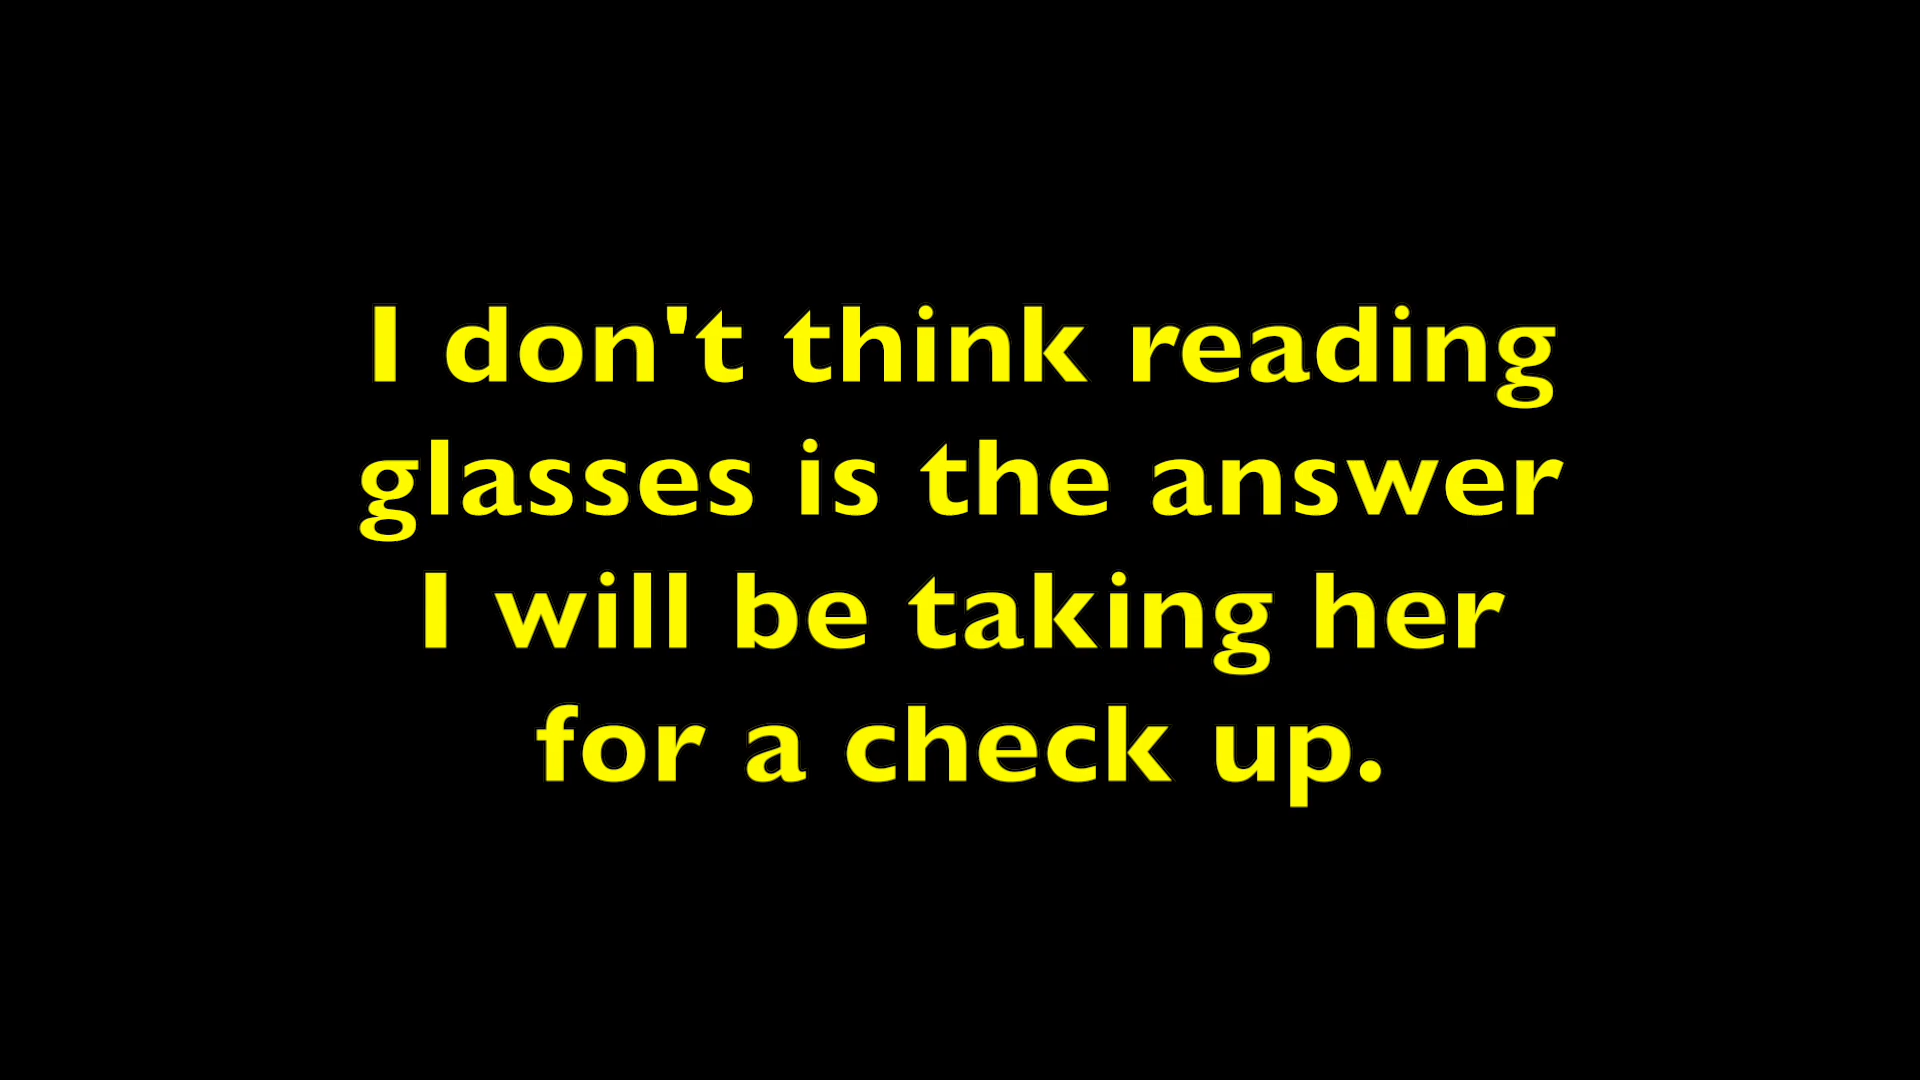 I don't think reading
glasses is the answer
I will be taking her
for a check up.